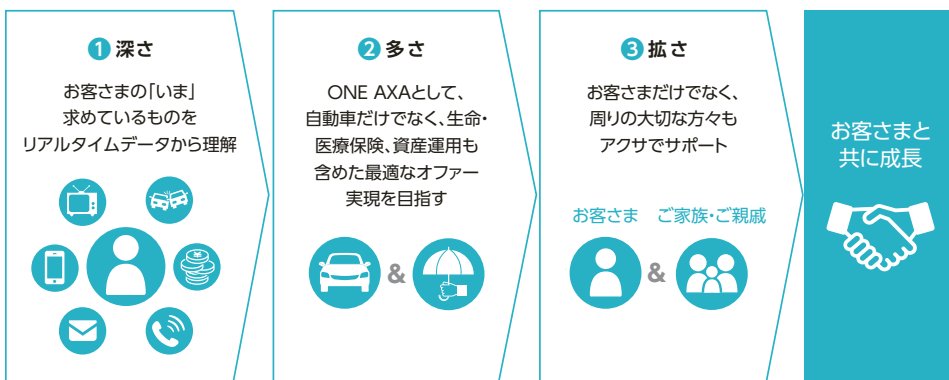 1 深さ
お客さまの「いま」
求めているものを
リアルタイムデータから理解
¥
2 多さ
ONE AXAとして、
自動車だけでなく、生命・
医療保険、資産運用も
含めた最適なオファー
実現を目指す
&
3 拡さ
お客さまだけでなく、
周りの大切な方々も
アクサでサポート
お客さま ご家族・ご親戚
&
お客さまと
共に成長